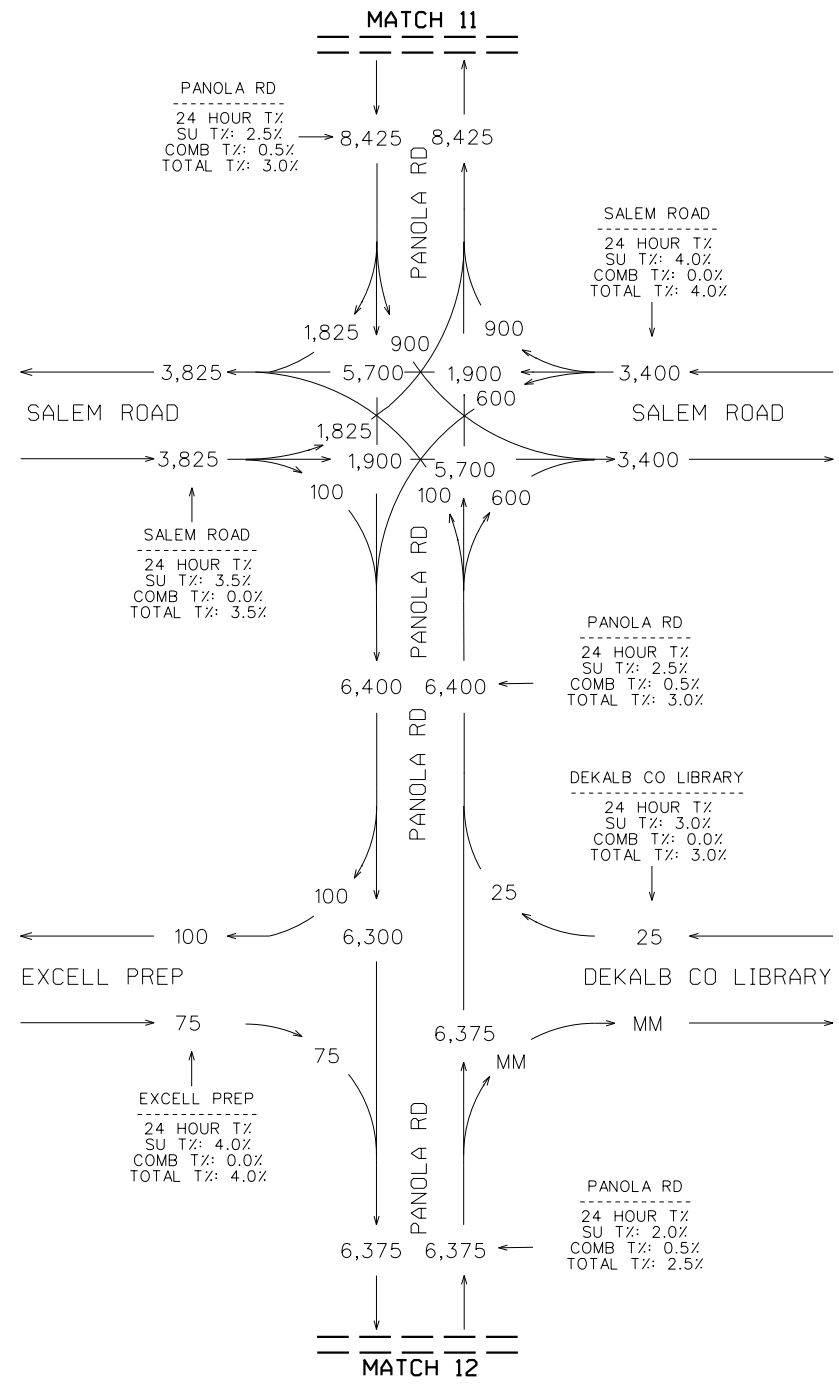 MATCH 11
PANOLA RD
24 HOUR T%
SU T%: 2.5%
COMB T%: 0.5%
TOTAL T%: 3.0%
8,425 8,425
PANOLA RD
SALEM ROAD
24 HOUR T%
SU T%: 4.0%
COMB T%: 0.0%
TOTAL T%: 4.0%
1,825 900 900
3,825 5,700 1,900 3,400
600
SALEM ROAD SALEM ROAD
1,825
3,825 1,900 5,700 3,400
100 100 600
SALEM ROAD
24 HOUR T%
SU T%: 3.5%
COMB T%: 0.0%
TOTAL T%: 3.5%
PANOLA RD
PANOLA RD
24 HOUR T%
SU T%: 2.5%
COMB T%: 0.5%
TOTAL T%: 3.0%
6,400 6,400
PANOLA RD
DEKALB CO LIBRARY
24 HOUR T%
SU T%: 3.0%
COMB T%: 0.0%
TOTAL T%: 3.0%
100 25
100 6,300 25
EXCELL PREP DEKALB CO LIBRARY
75 6,375 MM
75 MM
EXCELL PREP
24 HOUR T%
SU T%: 4.0%
COMB T%: 0.0%
TOTAL T%: 4.0%
PANOLA RD
PANOLA RD
24 HOUR T%
SU T%: 2.0%
COMB T%: 0.5%
TOTAL T%: 2.5%
6,375 6,375
MATCH 12